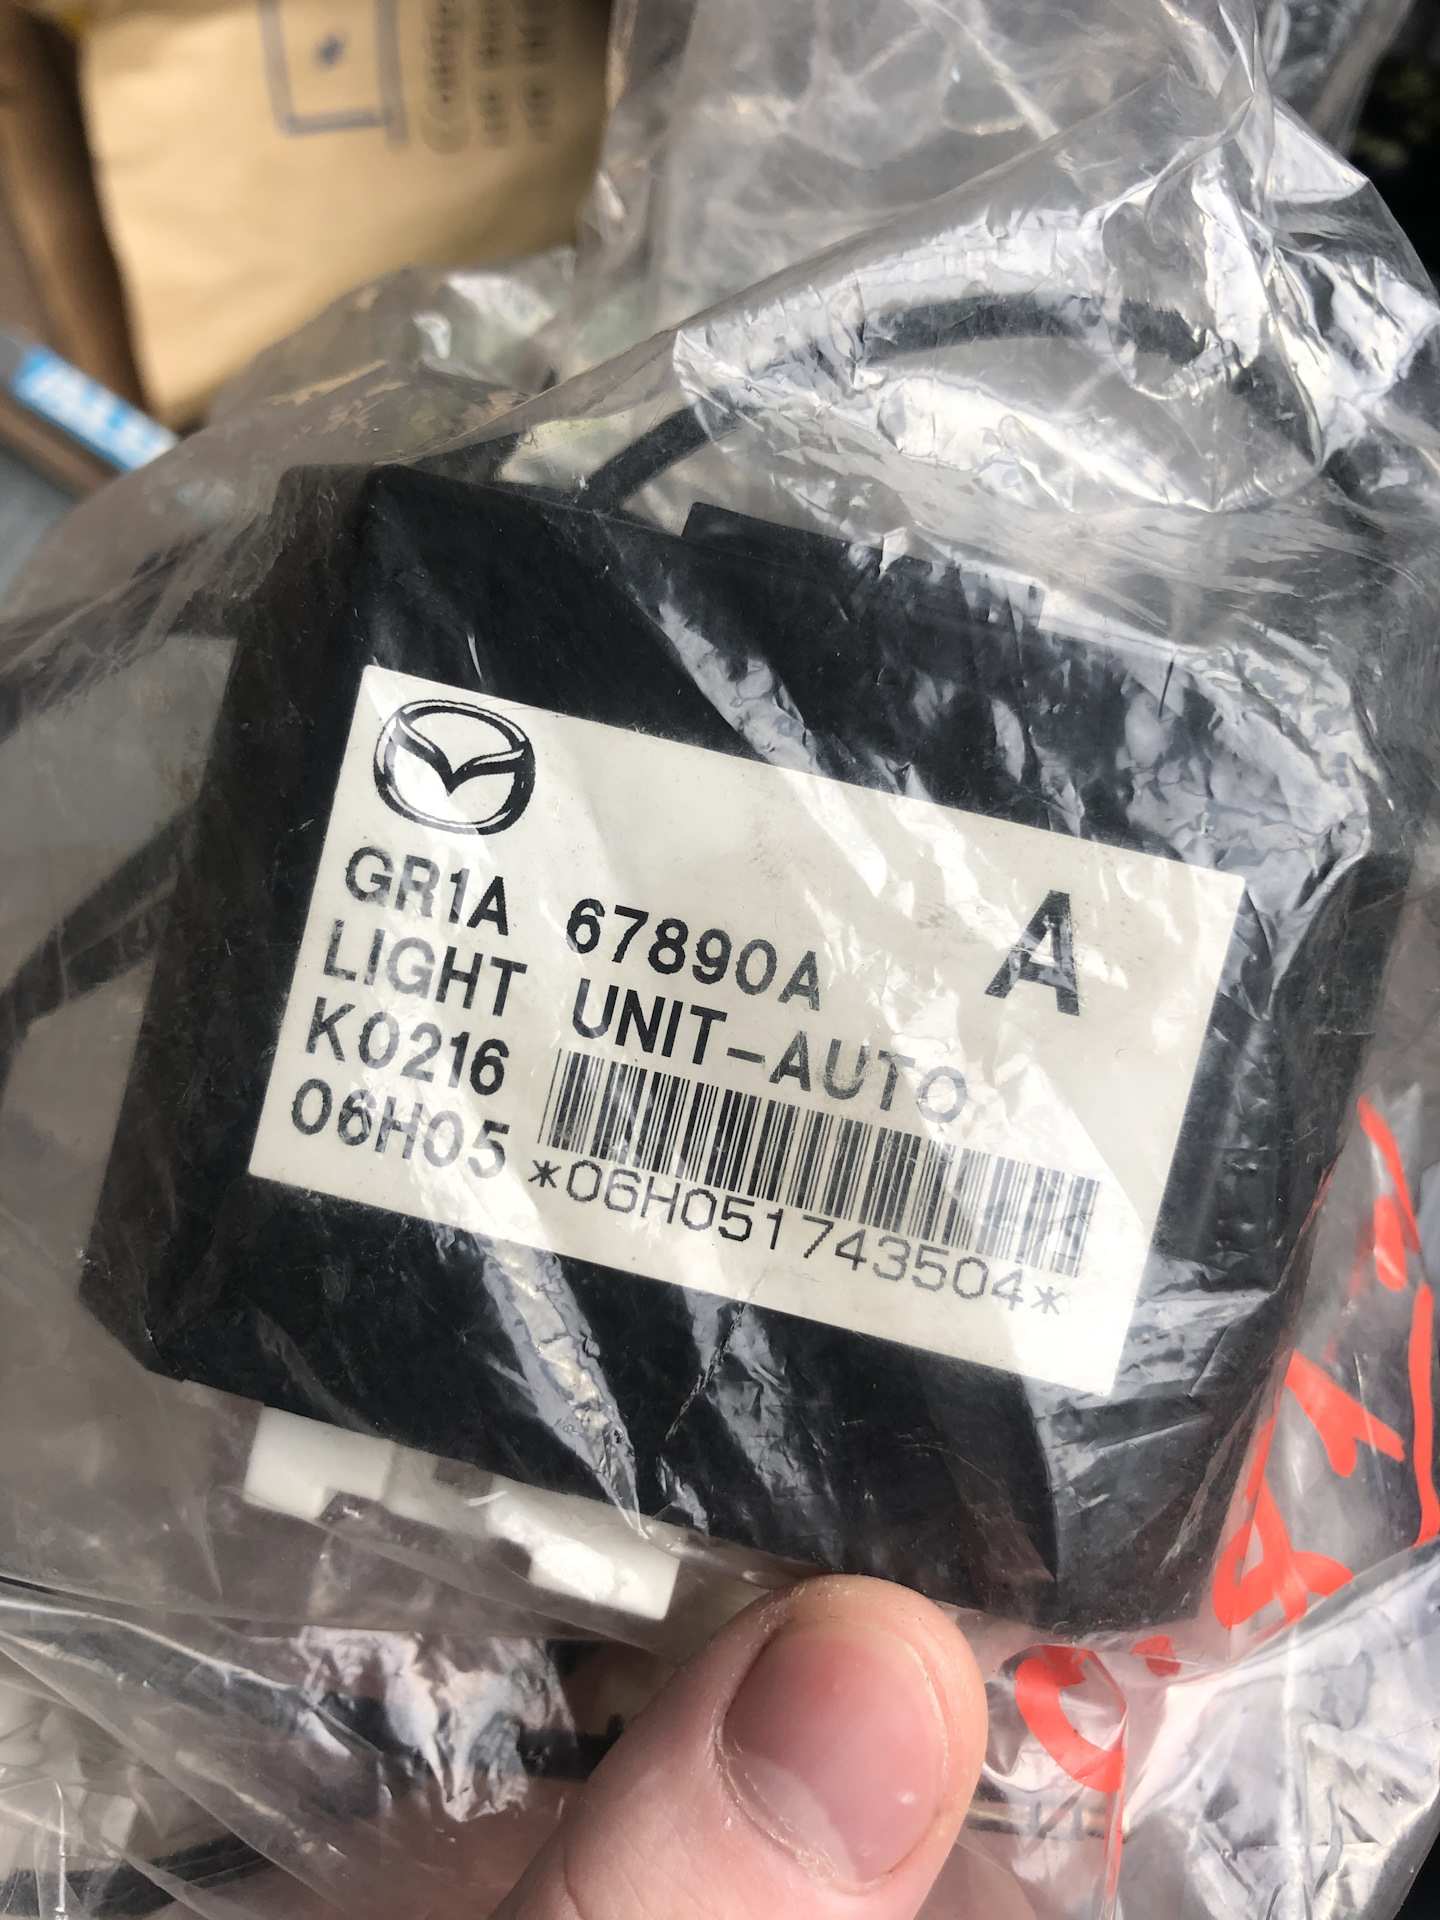 GR1A 67890A A
LIGHT UNIT-AUTO
K0216
06H05
*06H051743504*